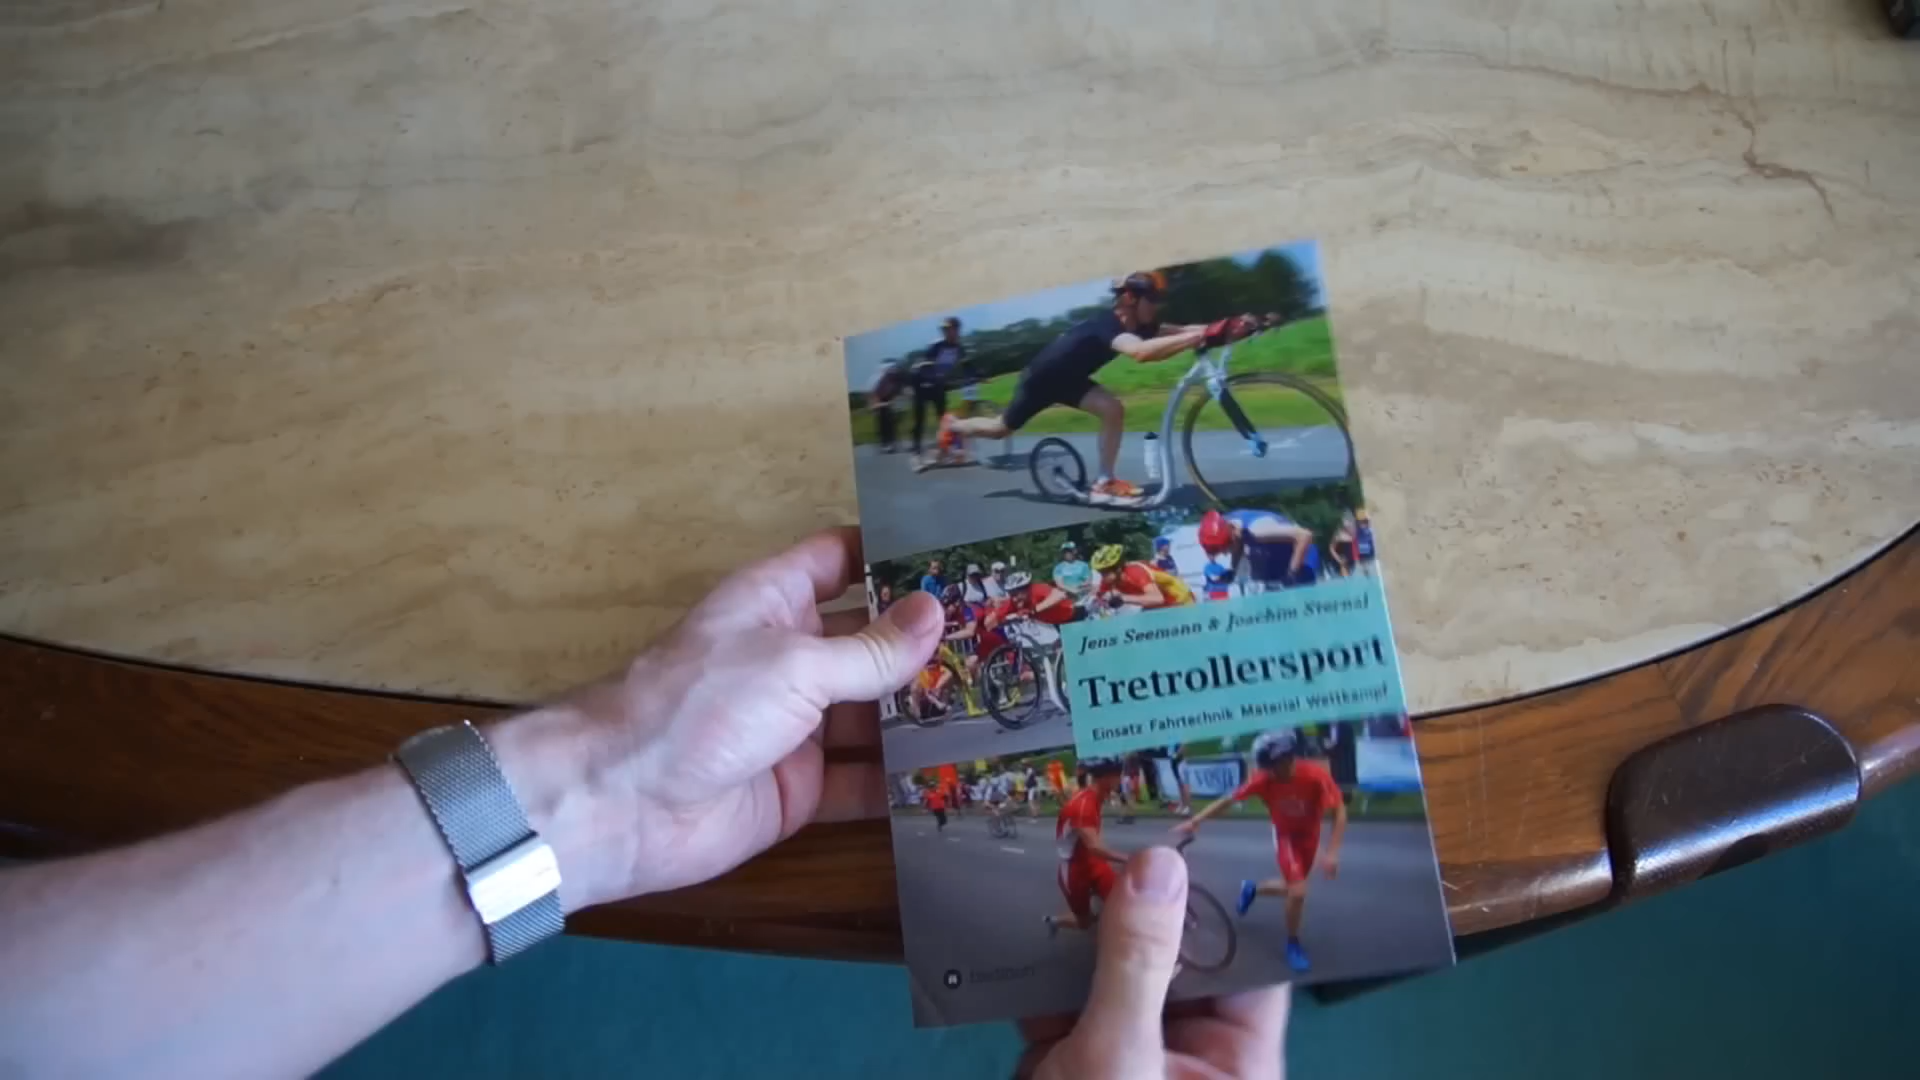 Jens Seemann & Joachim Sternal
Tretrollersport
Einsatz Fahrtechnik Material Wettkampf